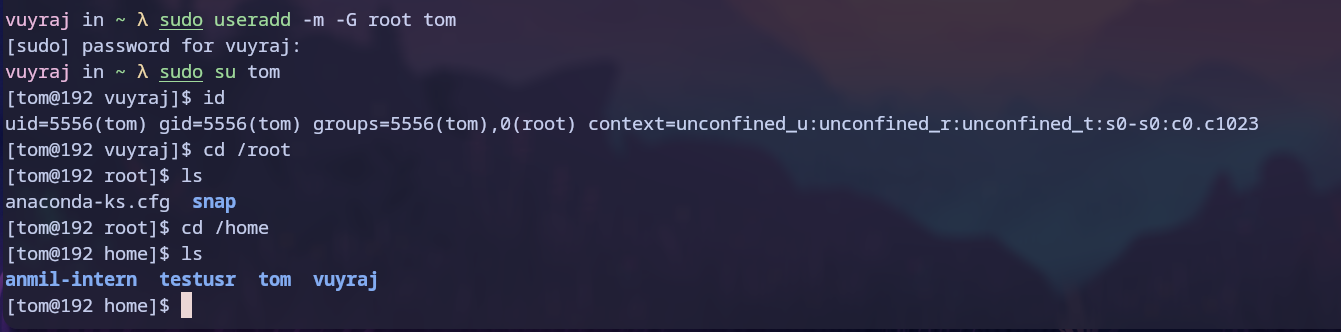 vuyraj in ~ λ sudo useradd -m -G root tom
[sudo] password for vuyraj:
vuyraj in ~ λ sudo su tom
[tom@192 vuyraj]$ id
uid=5556(tom) gid=5556(tom) groups=5556(tom),0(root) context=unconfined_u:unconfined_r:unconfined_t:s0-s0:c0.c1023
[tom@192 vuyraj]$ cd /root
[tom@192 root]$ ls
anaconda-ks.cfg  snap
[tom@192 root]$ cd /home
[tom@192 home]$ ls
anmil-intern  testusr  tom  vuyraj
[tom@192 home]$